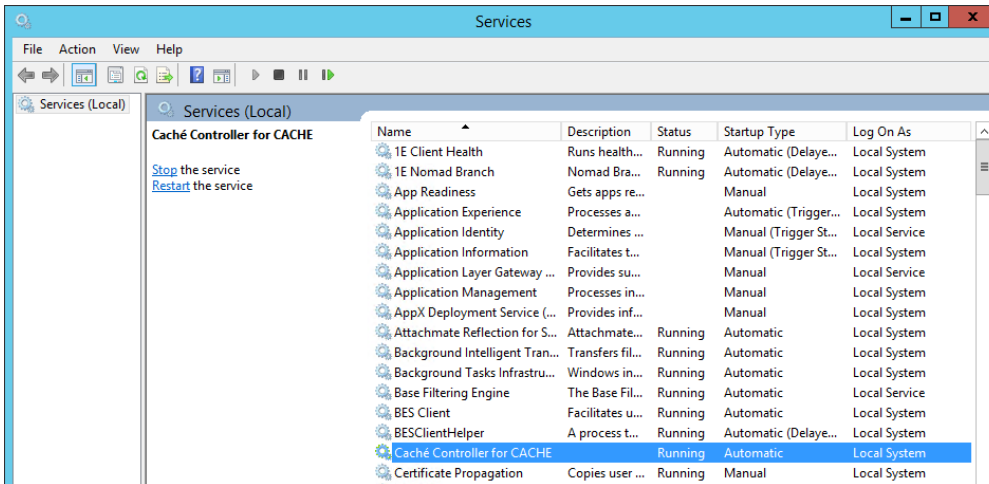 Services
File Action View Help
Services (Local)
Services (Local)
Caché Controller for CACHE
Stop the service
Restart the service
Name Description Status Startup Type Log On As
1E Client Health Runs health... Running Automatic (Delaye... Local System
1E Nomad Branch Nomad Bra... Running Automatic (Delaye... Local System
App Readiness Gets apps re... Manual Local System
Application Experience Processes a... Automatic (Trigger... Local System
Application Identity Determines ... Manual (Trigger St... Local Service
Application Information Facilitates t... Manual (Trigger St... Local System
Application Layer Gateway ... Provides su... Manual Local Service
Application Management Processes in... Manual Local System
AppX Deployment Service (... Provides inf... Manual Local System
Attachmate Reflection for S... Attachmate... Running Automatic Local System
Background Intelligent Tran... Transfers fil... Running Automatic Local System
Background Tasks Infrastru... Windows in... Running Automatic Local System
Base Filtering Engine The Base Fil... Running Automatic Local Service
BES Client Facilitates u... Running Automatic Local System
BESClientHelper A process t... Running Automatic (Delaye... Local System
Caché Controller for CACHE Running Automatic Local System
Certificate Propagation Copies user ... Running Manual Local System